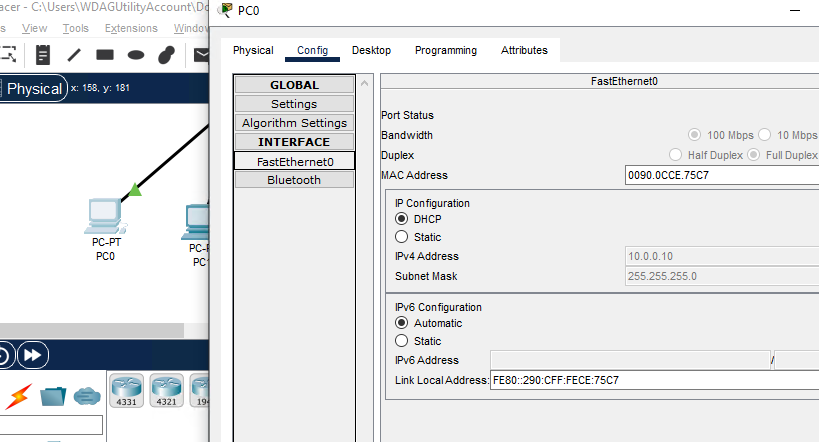 acer - C:\Users\WDAGUtilityAccount\Do
PC0
s View Tools Extensions Window
Physical Config Desktop Programming Attributes
Physical x: 158, y: 181
GLOBAL
Settings
Algorithm Settings
INTERFACE
FastEthernet0
Bluetooth
FastEthernet0
Port Status
Bandwidth 100 Mbps 10 Mbps
Duplex Half Duplex Full Duplex
MAC Address 0090.0CCE.75C7
IP Configuration
DHCP
Static
IPv4 Address 10.0.0.10
Subnet Mask 255.255.255.0
IPv6 Configuration
Automatic
Static
IPv6 Address /
Link Local Address: FE80::290:CFF:FECE:75C7
PC-PT
PC0
PC-P
PC1
4331 4321 194